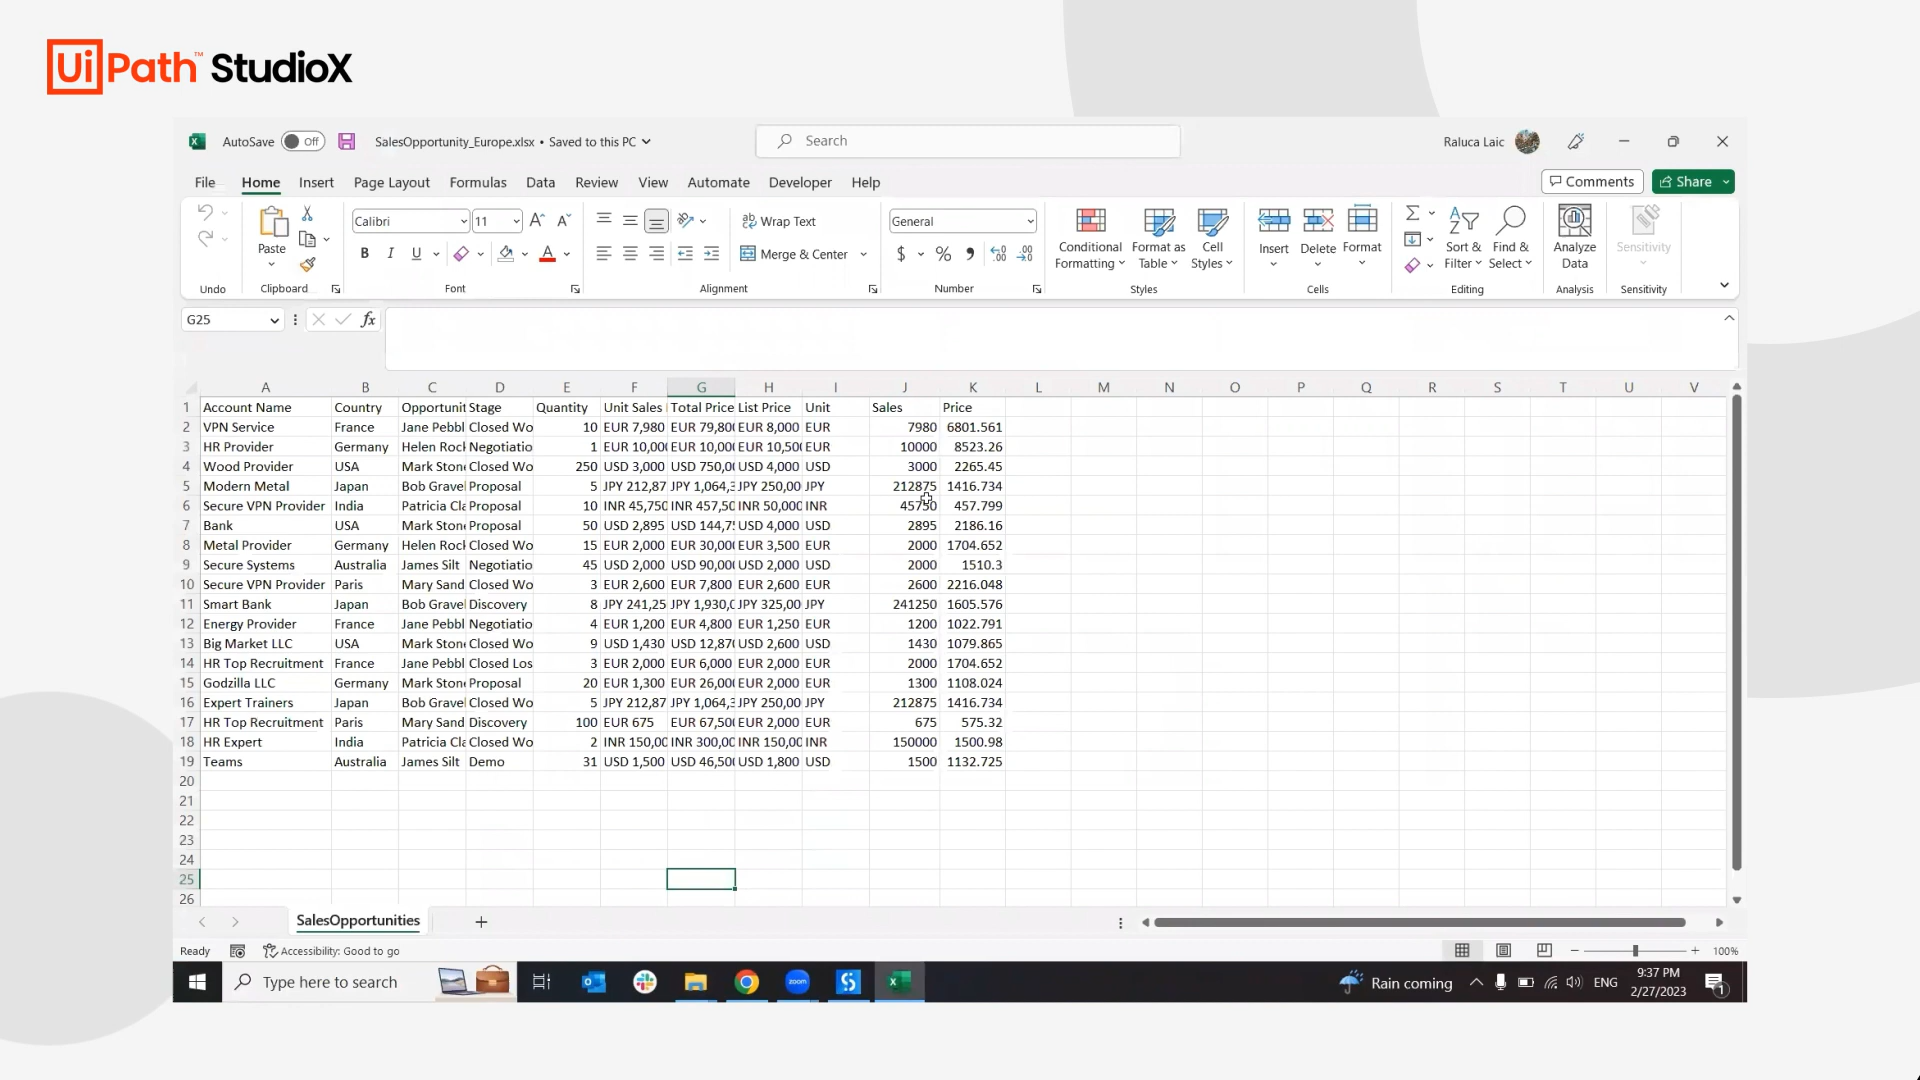 UiPath™ StudioX
AutoSave Off SalesOpportunity_Europe.xlsx • Saved to this PC Search Raluca Laic
File Home Insert Page Layout Formulas Data Review View Automate Developer Help Comments Share
Paste Calibri 11 Wrap Text General Conditional Formatting Format as Table Cell Styles Insert Delete Format Sort & Filter Find & Select Analyze Data Sensitivity
B I U A Merge & Center $ % 
Undo Clipboard Font Alignment Number Styles Cells Editing Analysis Sensitivity
G25 fx
A B C D E F G H I J K L M N O P Q R S T U V
1 Account Name Country Opportunit Stage Quantity Unit Sales Total Price List Price Unit Sales Price
2 VPN Service France Jane Pebbl Closed Wo 10 EUR 7,980 EUR 79,800 EUR 8,000 EUR 7980 6801.561
3 HR Provider Germany Helen Rock Negotiatio 1 EUR 10,000 EUR 10,000 EUR 10,500 EUR 10000 8523.26
4 Wood Provider USA Mark Stone Closed Wo 250 USD 3,000 USD 750,00 USD 4,000 USD 3000 2265.45
5 Modern Metal Japan Bob Gravel Proposal 5 JPY 212,87 JPY 1,064,3 JPY 250,00 JPY 212875 1416.734
6 Secure VPN Provider India Patricia Cla Proposal 10 INR 45,750 INR 457,50 INR 50,000 INR 45750 457.799
7 Bank USA Mark Stone Proposal 50 USD 2,895 USD 144,75 USD 4,000 USD 2895 2186.16
8 Metal Provider Germany Helen Rock Closed Wo 15 EUR 2,000 EUR 30,000 EUR 3,500 EUR 2000 1704.652
9 Secure Systems Australia James Silt Negotiatio 45 USD 2,000 USD 90,000 USD 2,000 USD 2000 1510.3
10 Secure VPN Provider Paris Mary Sand Closed Wo 3 EUR 2,600 EUR 7,800 EUR 2,600 EUR 2600 2216.048
11 Smart Bank Japan Bob Gravel Discovery 8 JPY 241,25 JPY 1,930,0 JPY 325,00 JPY 241250 1605.576
12 Energy Provider France Jane Pebbl Negotiatio 4 EUR 1,200 EUR 4,800 EUR 1,250 EUR 1200 1022.791
13 Big Market LLC USA Mark Stone Closed Wo 9 USD 1,430 USD 12,870 USD 2,600 USD 1430 1079.865
14 HR Top Recruitment France Jane Pebbl Closed Los 3 EUR 2,000 EUR 6,000 EUR 2,000 EUR 2000 1704.652
15 Godzilla LLC Germany Mark Stone Proposal 20 EUR 1,300 EUR 26,000 EUR 2,000 EUR 1300 1108.024
16 Expert Trainers Japan Bob Gravel Closed Wo 5 JPY 212,87 JPY 1,064,3 JPY 250,00 JPY 212875 1416.734
17 HR Top Recruitment Paris Mary Sand Discovery 100 EUR 675 EUR 67,500 EUR 2,000 EUR 675 575.32
18 HR Expert India Patricia Cla Closed Wo 2 INR 150,00 INR 300,00 INR 150,00 INR 150000 1500.98
19 Teams Australia James Silt Demo 31 USD 1,500 USD 46,500 USD 1,800 USD 1500 1132.725
20
21
22
23
24
25
26
SalesOpportunities
Ready Accessibility: Good to go 100%
Type here to search zoom Rain coming ENG 9:37 PM
2/27/2023 1